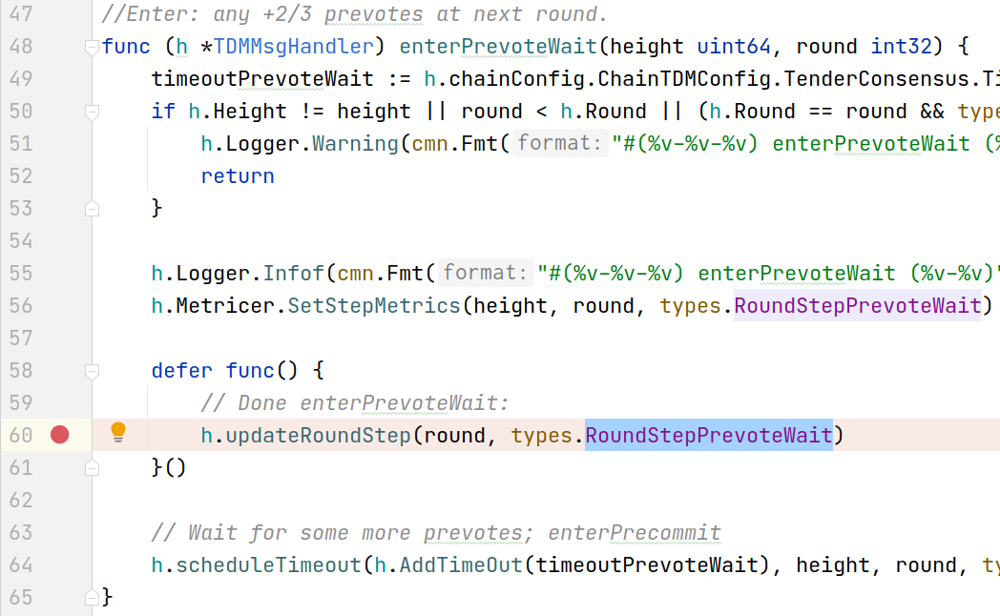 47 //Enter: any +2/3 prevotes at next round.
48 func (h *TDMMsgHandler) enterPrevoteWait(height uint64, round int32) {
49 timeoutPrevoteWait := h.chainConfig.ChainTDMConfig.TenderConsensus.Ti
50 if h.Height != height || round < h.Round || (h.Round == round && type
51 h.Logger.Warning(cmn.Fmt( format: "#(%v-%v-%v) enterPrevoteWait (%
52 return
53 }
54
55 h.Logger.Infof(cmn.Fmt( format: "#(%v-%v-%v) enterPrevoteWait (%v-%v)"
56 h.Metricer.SetStepMetrics(height, round, types.RoundStepPrevoteWait)
57
58 defer func() {
59 // Done enterPrevoteWait:
60 h.updateRoundStep(round, types.RoundStepPrevoteWait)
61 }()
62
63 // Wait for some more prevotes; enterPrecommit
64 h.scheduleTimeout(h.AddTimeOut(timeoutPrevoteWait), height, round, ty
65 }